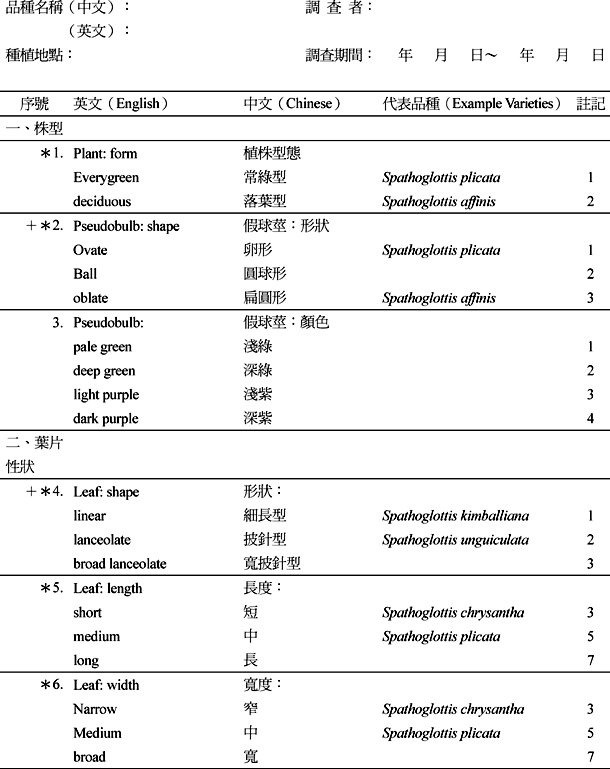 品種名稱(中文)： 調 查 者：
(英文)：
種植地點： 調查期間： 年 月 日～ 年 月 日
序號 英文（English） 中文（Chinese） 代表品種（Example Varieties） 註記
一、株型
＊1. Plant: form 植株型態
Everygreen 常綠型 Spathoglottis plicata 1
deciduous 落葉型 Spathoglottis affinis 2
＋＊2. Pseudobulb: shape 假球莖：形狀
Ovate 卵形 Spathoglottis plicata 1
Ball 圓球形 2
oblate 扁圓形 Spathoglottis affinis 3
3. Pseudobulb: 假球莖：顏色
pale green 淺綠 1
deep green 深綠 2
light purple 淺紫 3
dark purple 深紫 4
二、葉片
性狀
＋＊4. Leaf: shape 形狀：
linear 細長型 Spathoglottis kimballiana 1
lanceolate 披針型 Spathoglottis unguiculata 2
broad lanceolate 寬披針型 3
＊5. Leaf: length 長度：
short 短 Spathoglottis chrysantha 3
medium 中 Spathoglottis plicata 5
long 長 7
＊6. Leaf: width 寬度：
Narrow 窄 Spathoglottis chrysantha 3
Medium 中 Spathoglottis plicata 5
broad 寬 7